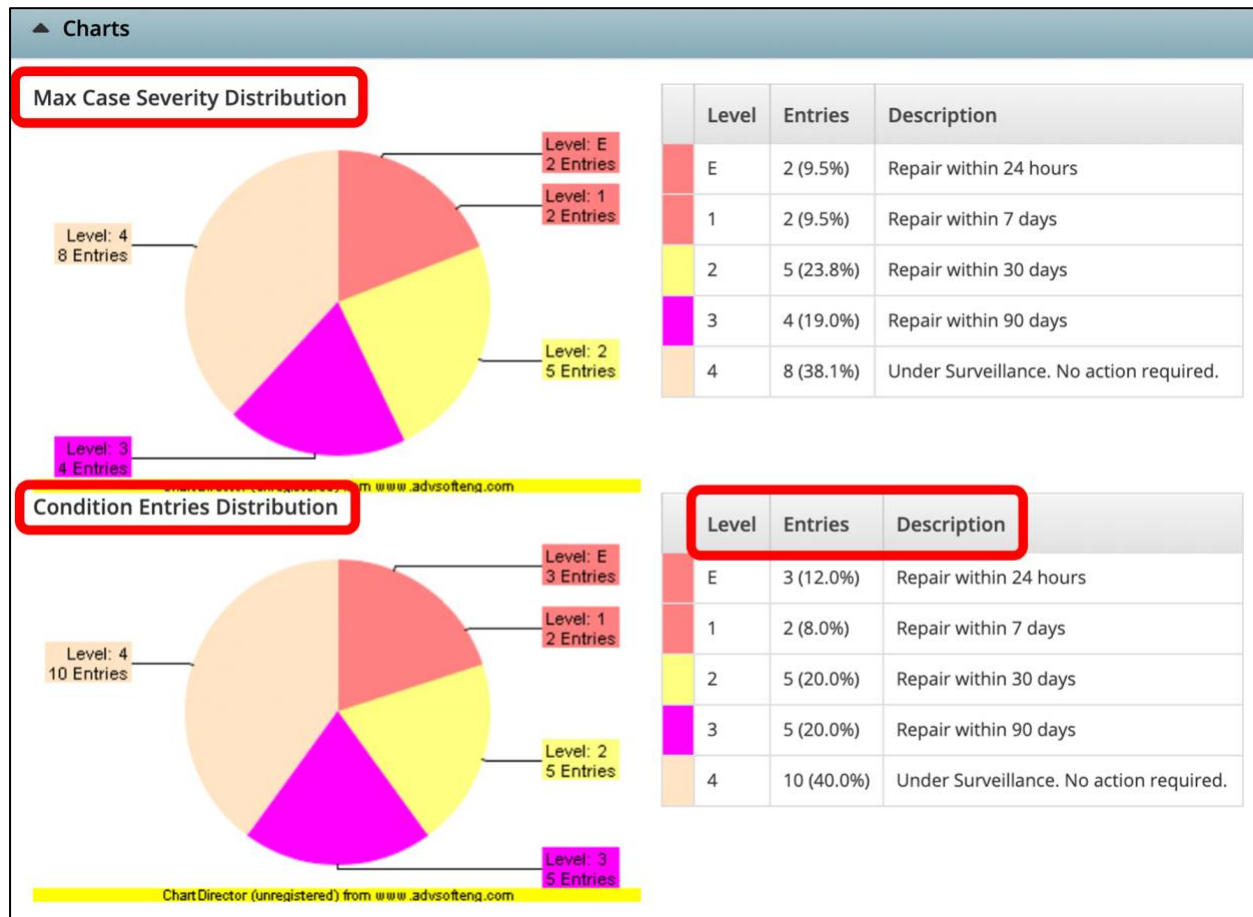 Charts
Max Case Severity Distribution
Level: E
2 Entries
Level: 1
2 Entries
Level: 4
8 Entries
Level: 2
5 Entries
Level: 3
4 Entries
ChartDirector (unregistered) from www.advsofteng.com
Level Entries Description
E 2 (9.5%) Repair within 24 hours
1 2 (9.5%) Repair within 7 days
2 5 (23.8%) Repair within 30 days
3 4 (19.0%) Repair within 90 days
4 8 (38.1%) Under Surveillance. No action required.
Condition Entries Distribution
Level: E
3 Entries
Level: 1
2 Entries
Level: 4
10 Entries
Level: 2
5 Entries
Level: 3
5 Entries
ChartDirector (unregistered) from www.advsofteng.com
Level Entries Description
E 3 (12.0%) Repair within 24 hours
1 2 (8.0%) Repair within 7 days
2 5 (20.0%) Repair within 30 days
3 5 (20.0%) Repair within 90 days
4 10 (40.0%) Under Surveillance. No action required.